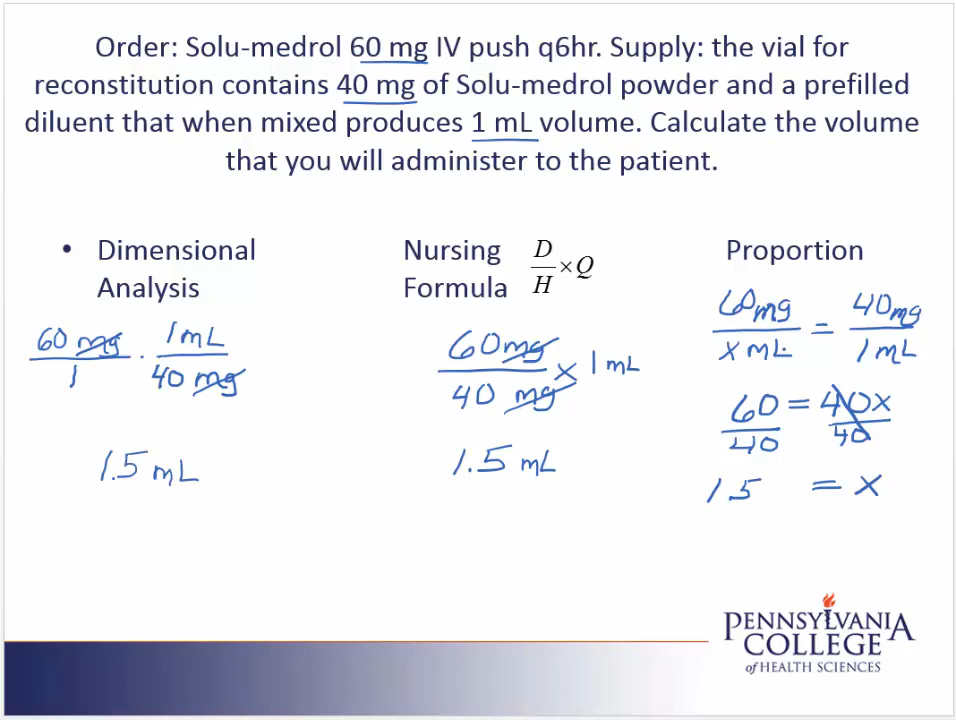 Order: Solu-medrol 60 mg IV push q6hr. Supply: the vial for
reconstitution contains 40 mg of Solu-medrol powder and a prefilled
diluent that when mixed produces 1 mL volume. Calculate the volume
that you will administer to the patient.
• Dimensional
Analysis
60 mg / 1 · 1 mL / 40 mg
1.5 mL
Nursing
Formula D/H × Q
60 mg / 40 mg × 1 mL
1.5 mL
Proportion
60 mg / x mL = 40 mg / 1 mL
60 / 40 = 40x / 40
1.5 = x
PENNSYLVANIA
COLLEGE
of HEALTH SCIENCES